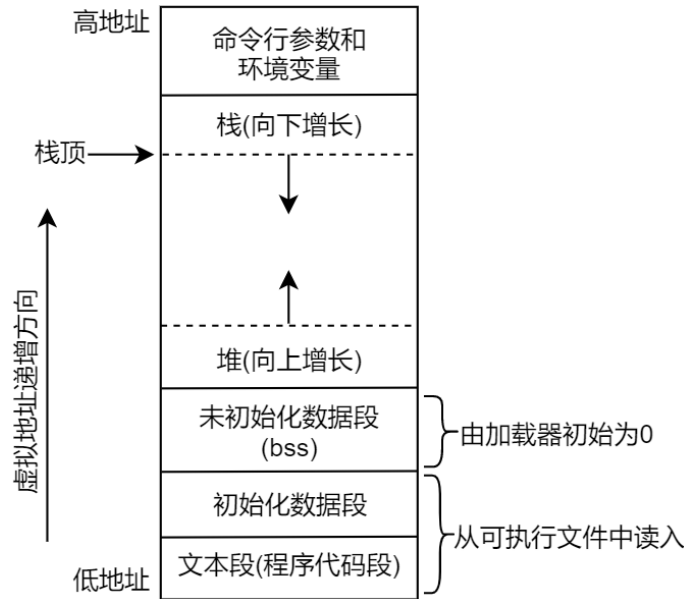 高地址
命令行参数和
环境变量
栈(向下增长)
栈顶
虚拟地址递增方向
堆(向上增长)
未初始化数据段
(bss)
由加载器初始为0
初始化数据段
从可执行文件中读入
文本段(程序代码段)
低地址